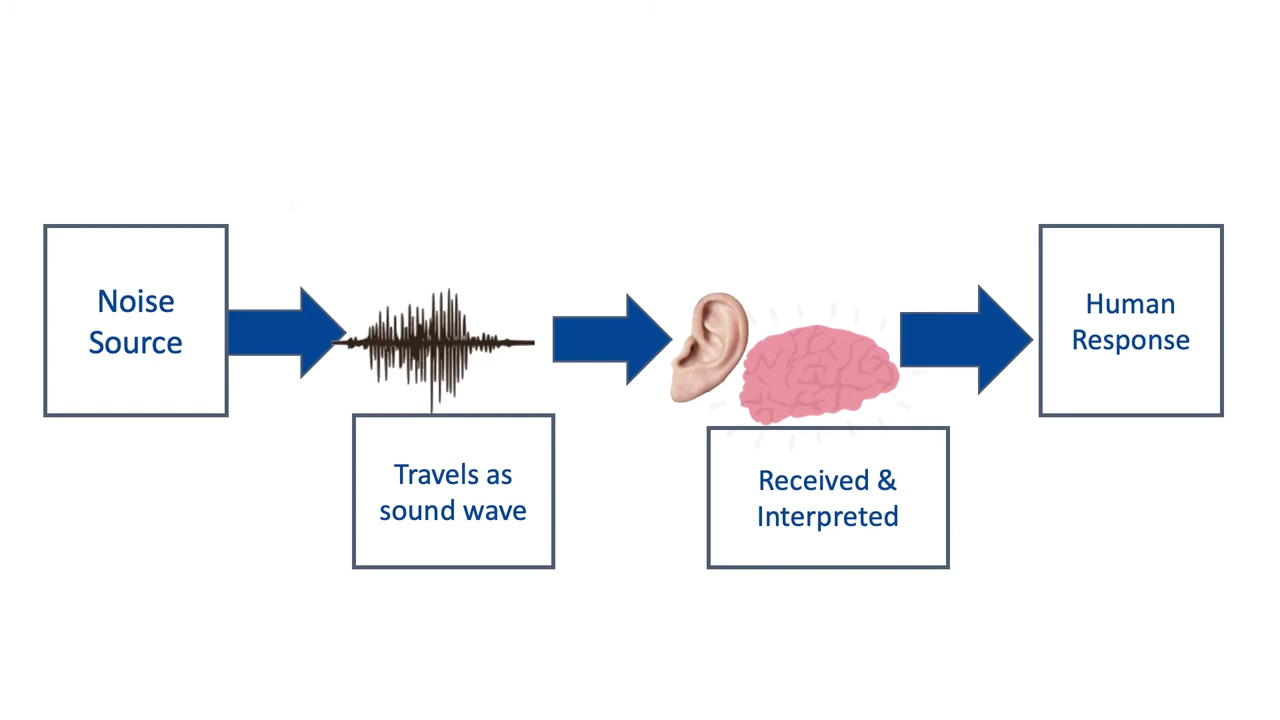 Noise
Source
Travels as
sound wave
Received &
Interpreted
Human
Response